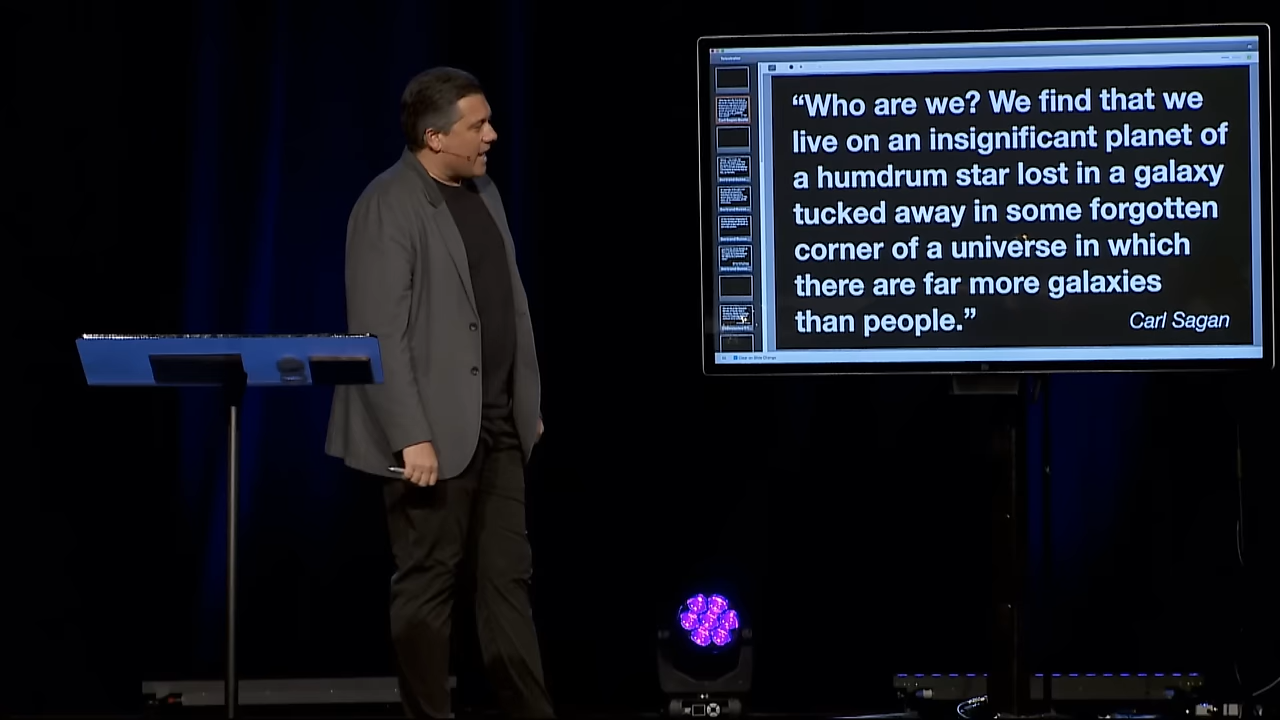 “Who are we? We find that we
live on an insignificant planet of
a humdrum star lost in a galaxy
tucked away in some forgotten
corner of a universe in which
there are far more galaxies
than people.”
Carl Sagan